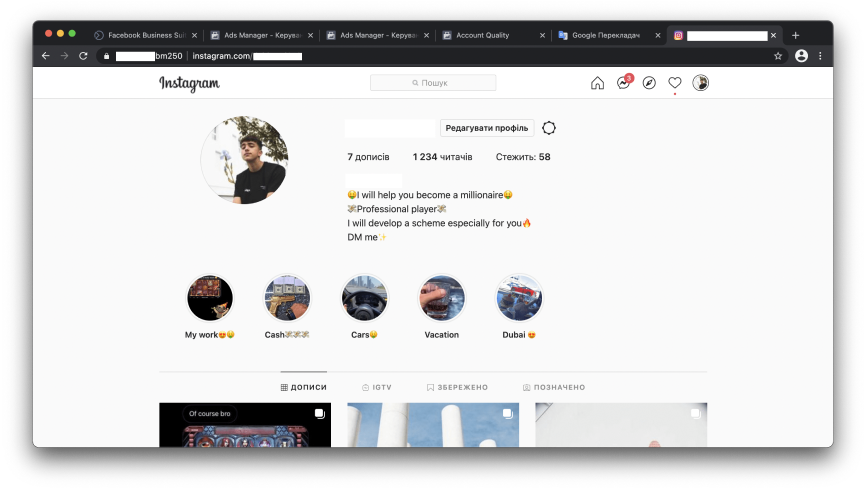 Facebook Business Suit
Ads Manager - Керуван
Ads Manager - Керуван
Account Quality
Google Перекладач
bm250 | instagram.com/
Instagram
Пошук
3
Редагувати профіль
7 дописів 1 234 читачів Стежить: 58
🤑I will help you become a millionaire🤑
💸Professional player💸
I will develop a scheme especially for you🔥
DM me✨
My work😍🤑
Cash💸💸💸
Cars🤑
Vacation
Dubai 😍
ДОПИСИ
IGTV
ЗБЕРЕЖЕНО
ПОЗНАЧЕНО
Of course bro